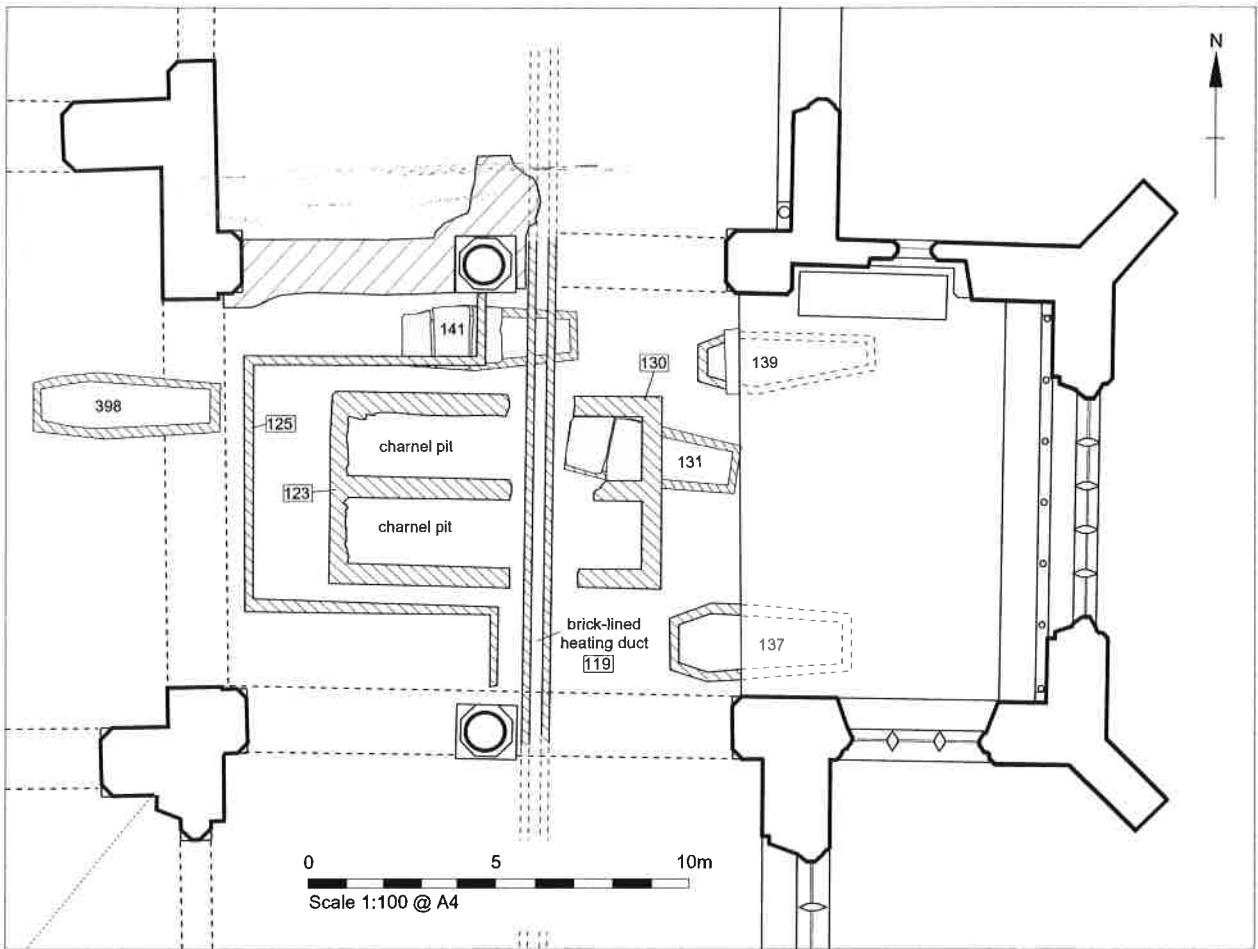 N
141
130
139
398
125
charnel pit
131
123
charnel pit
brick-lined
heating duct
119
137
0 5 10m
Scale 1:100 @ A4